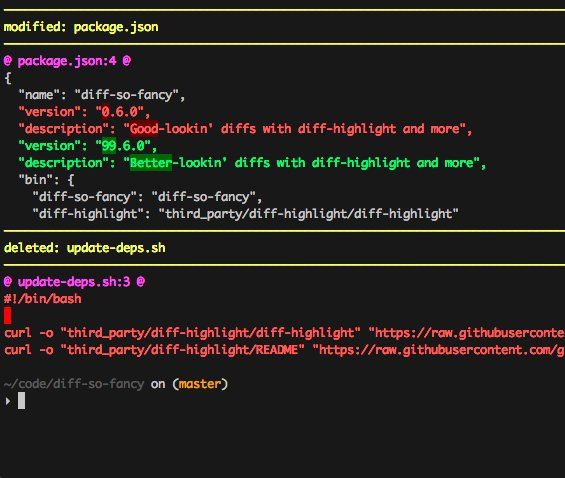 modified: package.json
@ package.json:4 @
{
  "name": "diff-so-fancy",
  "version": "0.6.0",
  "description": "Good-lookin' diffs with diff-highlight and more",
  "version": "99.6.0",
  "description": "Better-lookin' diffs with diff-highlight and more",
  "bin": {
    "diff-so-fancy": "diff-so-fancy",
    "diff-highlight": "third_party/diff-highlight/diff-highlight"
deleted: update-deps.sh
@ update-deps.sh:3 @
#!/bin/bash
curl -o "third_party/diff-highlight/diff-highlight" "https://raw.githubuserconte
curl -o "third_party/diff-highlight/README" "https://raw.githubusercontent.com/g
~/code/diff-so-fancy on (master)
›